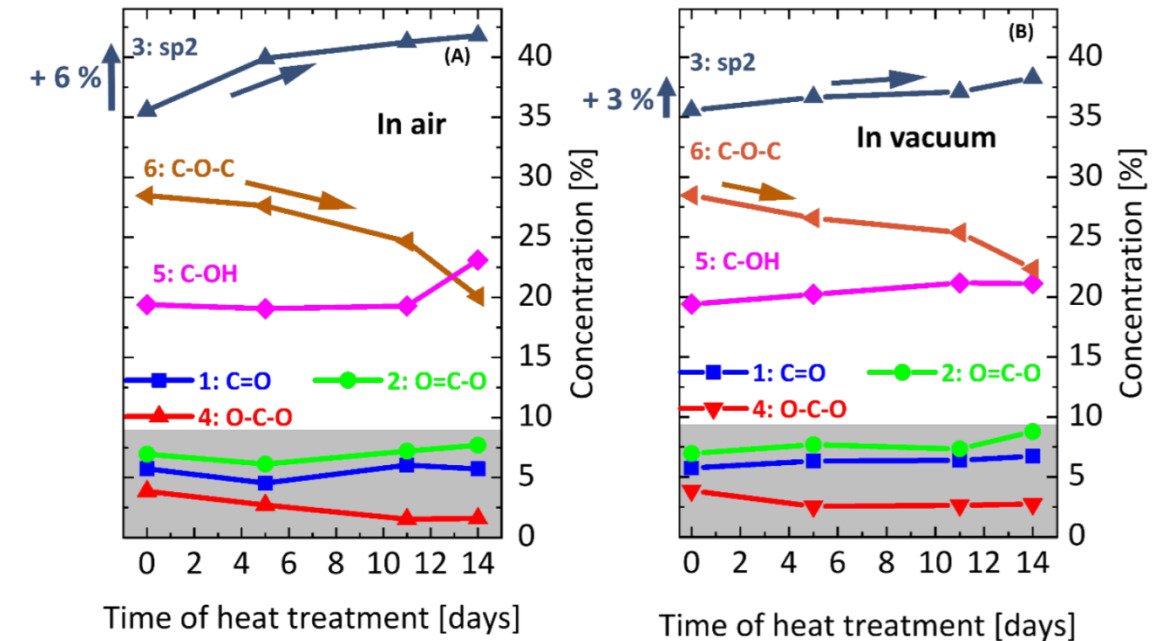 3: sp2
(A)
+ 6 %
In air
6: C-O-C
5: C-OH
1: C=O
2: O=C-O
4: O-C-O
40
35
30
25
20
15
10
5
0
Concentration [%]
0 2 4 6 8 10 12 14
Time of heat treatment [days]
(B)
3: sp2
+ 3 %
In vacuum
6: C-O-C
5: C-OH
1: C=O
2: O=C-O
4: O-C-O
40
35
30
25
20
15
10
5
0
Concentration [%]
0 2 4 6 8 10 12 14
Time of heat treatment [days]